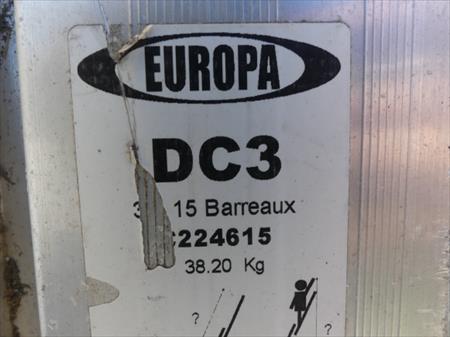 EUROPA
DC3
15 Barreaux
224615
38.20 Kg
? ?